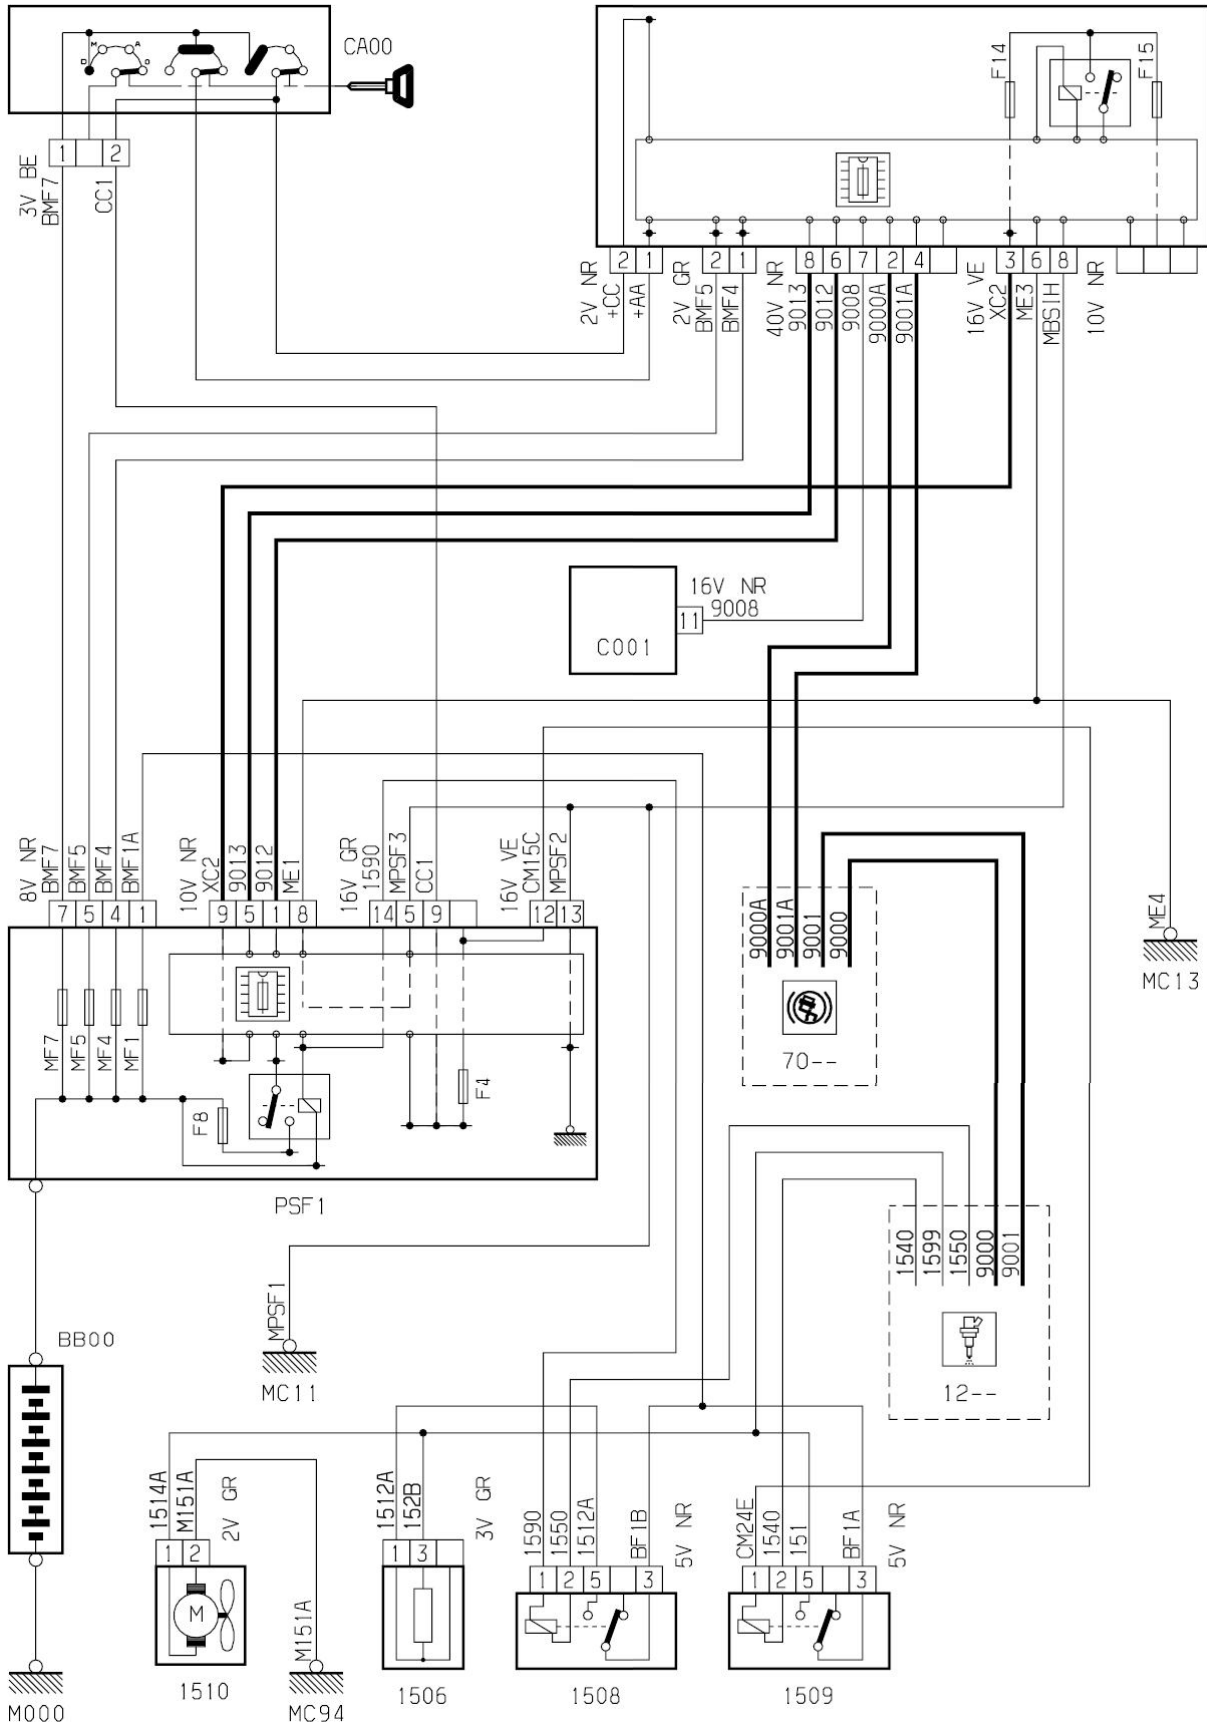 CA00
M A
D D
1 2
3V BE
BMF7
CC1
F14
F15
2 1 2 1 8 6 7 2 4 3 6 8
2V NR
+CC
+AA
2V GR
BMF5
BMF4
40V NR
9013
9012
9008
9000A
9001A
16V VE
XC2
ME3
MBSIH
10V NR
16V NR
9008
11
C001
8V NR
BMF7
BMF5
BMF4
BMF1A
10V NR
XC2
9013
9012
ME1
16V GR
1590
MPSF3
CC1
16V VE
CM15C
MPSF2
7 5 4 1 9 5 1 8 14 5 9 12 13
9000A
9001A
9001
9000
70--
ME4
MC13
MF7
MF5
MF4
MF1
F8
F4
PSF1
1540
1599
1550
9000
9001
12--
BB00
MPSF1
MC11
1514A
M151A
2V GR
1 2
M
1510
M151A
MC94
1512A
152B
3V GR
1 3
1506
1590
1550
1512A
BF1B
5V NR
1 2 5 3
1508
CM24E
1540
151
BF1A
5V NR
1 2 5 3
1509
M000